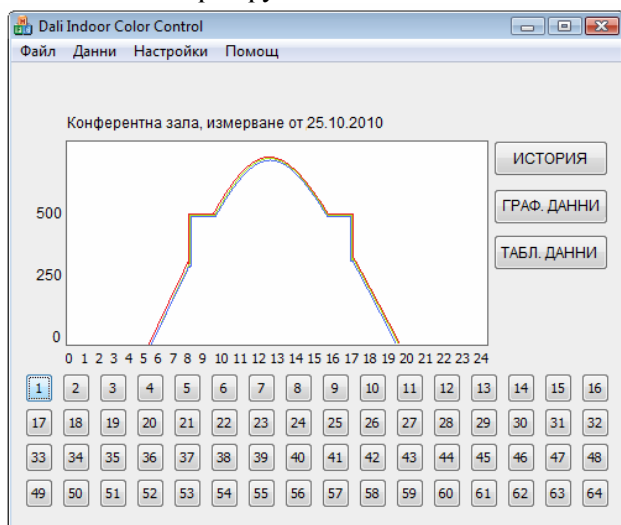 Dali Indoor Color Control
Файл Данни Настройки Помощ
Конферентна зала, измерване от 25.10.2010
ИСТОРИЯ
500
ГРАФ. ДАННИ
ТАБЛ. ДАННИ
250
0
0 1 2 3 4 5 6 7 8 9 10 11 12 13 14 15 16 17 18 19 20 21 22 23 24
1 2 3 4 5 6 7 8 9 10 11 12 13 14 15 16
17 18 19 20 21 22 23 24 25 26 27 28 29 30 31 32
33 34 35 36 37 38 39 40 41 42 43 44 45 46 47 48
49 50 51 52 53 54 55 56 57 58 59 60 61 62 63 64